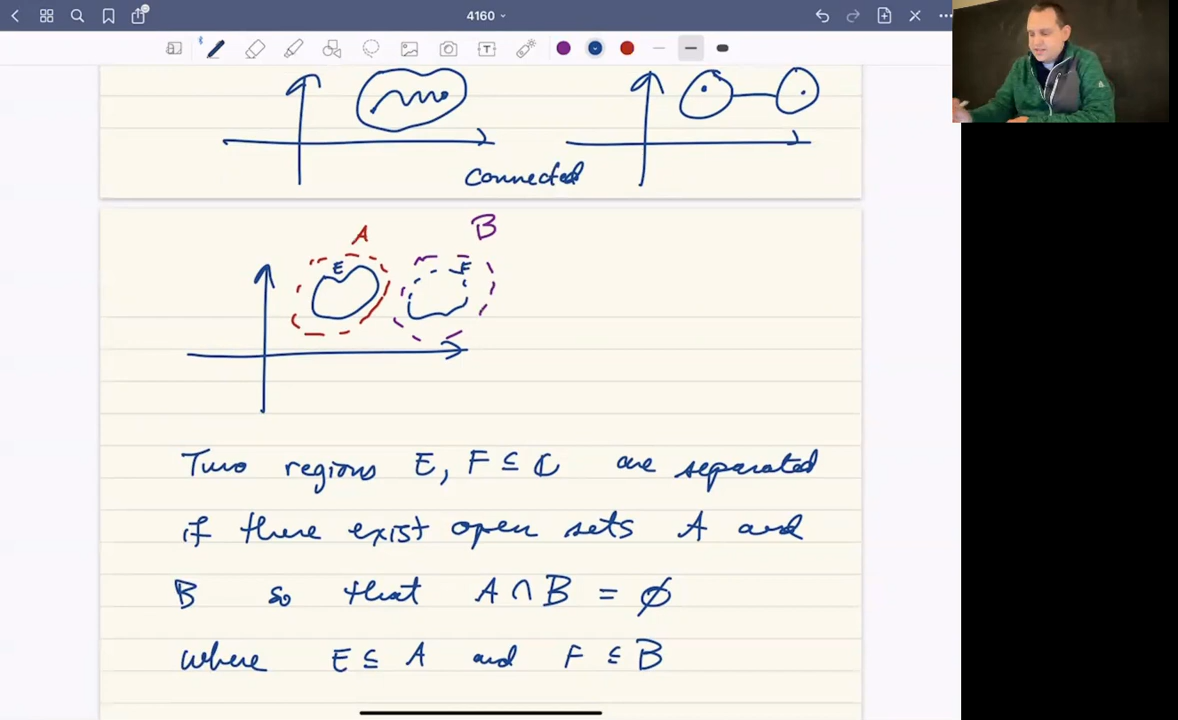 4160
Connected
A
B
E
F
Two regions E, F ⊆ ℂ are separated
if there exist open sets A and
B so that A ∩ B = ∅
where E ⊆ A and F ⊆ B